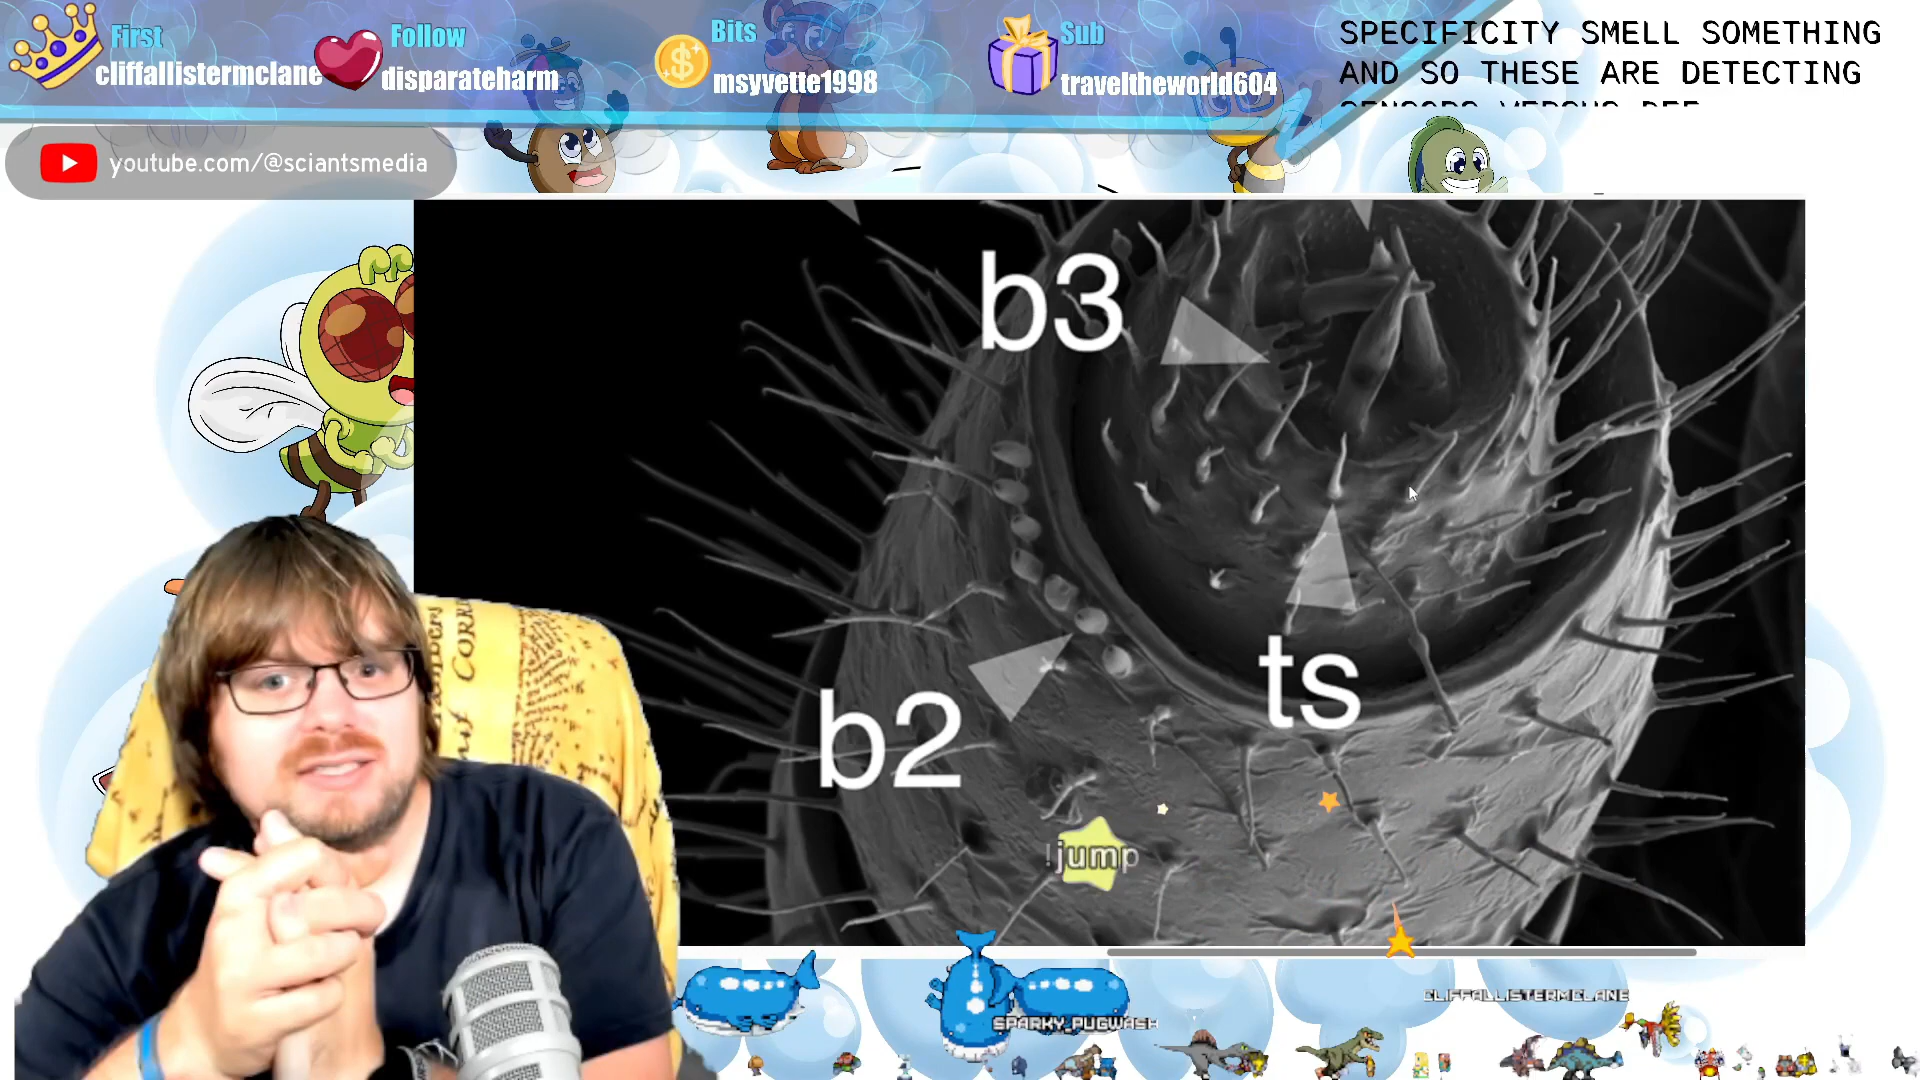 First
cliffallistermclane
Follow
disparateharm
Bits
msyvette1998
Sub
traveltheworld604
SPECIFICITY SMELL SOMETHING
AND SO THESE ARE DETECTING
youtube.com/@sciantsmedia
b3
b2
ts
!jump
CLIFFALLISTERMCLANE
SPARKY_PUGWASH